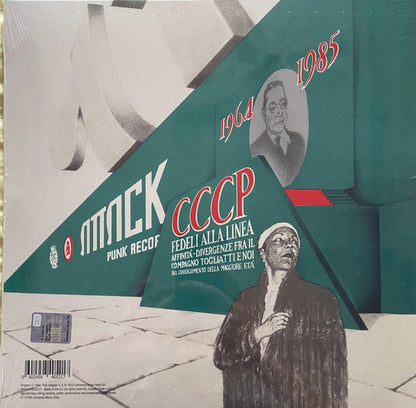 1964
1985
ATTACK
PUNK RECOR
CCCP
FEDELI ALLA LINEA
AFFINITÀ-DIVERGENZE FRA IL
COMPAGNO TOGLIATTI E NOI
DEL CONSEGUIMENTO DELLA MAGGIORE ETÀ